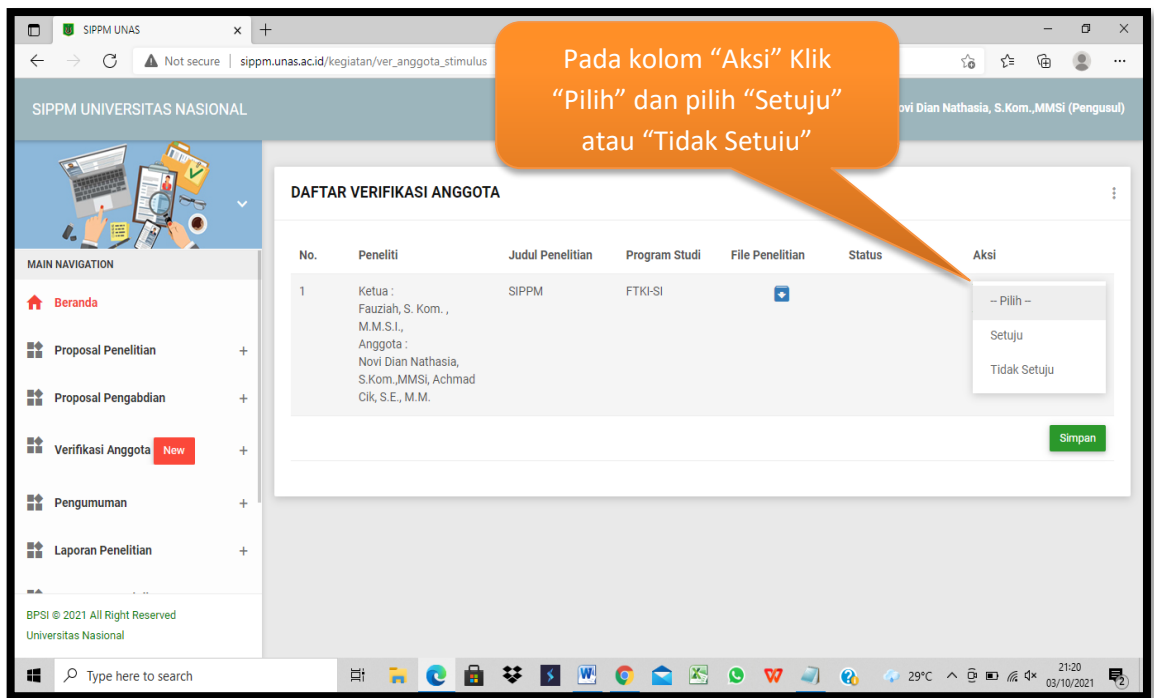 SIPPM UNAS
Not secure | sippm.unas.ac.id/kegiatan/ver_anggota_stimulus
Pada kolom “Aksi” Klik
“Pilih” dan pilih “Setuju”
atau “Tidak Setuju”
SIPPM UNIVERSITAS NASIONAL
Dian Nathasia, S.Kom.,MMSi (Pengusul)
DAFTAR VERIFIKASI ANGGOTA
No. Peneliti Judul Penelitian Program Studi File Penelitian Status Aksi
1 Ketua : SIPPM FTKI-SI
Fauziah, S. Kom. ,
M.M.S.I.,
Anggota :
Novi Dian Nathasia,
S.Kom.,MMSi, Achmad
Cik, S.E., M.M.
-- Pilih --
Setuju
Tidak Setuju
Simpan
MAIN NAVIGATION
Beranda
Proposal Penelitian +
Proposal Pengabdian +
Verifikasi Anggota New +
Pengumuman +
Laporan Penelitian +
BPSI © 2021 All Right Reserved
Universitas Nasional
Type here to search
29°C
21:20
03/10/2021
2